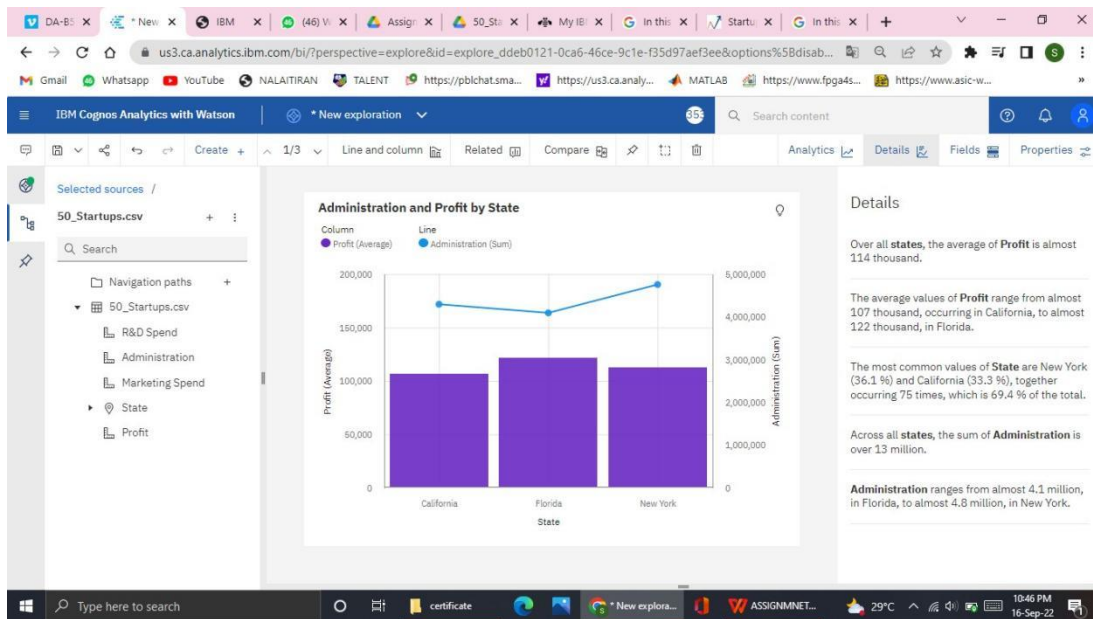 DA-BS
* New
IBM
(46) W
Assign
50_Sta
My IB
G In this
Startu
G In this
us3.ca.analytics.ibm.com/bi/?perspective=explore&id=explore_ddeb0121-0ca6-46ce-9c1e-f35d97aef3ee&options%5Bdisab...
S
Gmail
Whatsapp
YouTube
NALAITIRAN
TALENT
https://pblchat.sma...
https://us3.ca.analy...
MATLAB
https://www.fpga4s...
https://www.asic-w...
»
IBM Cognos Analytics with Watson
* New exploration
353
Search content
Create +
1/3
Line and column
Related
Compare
Analytics
Details
Fields
Properties
Selected sources /
50_Startups.csv
Search
Navigation paths
50_Startups.csv
R&D Spend
Administration
Marketing Spend
State
Profit
Administration and Profit by State
Column
Line
Profit (Average)
Administration (Sum)
200,000
150,000
100,000
50,000
0
Profit (Average)
5,000,000
4,000,000
3,000,000
2,000,000
1,000,000
0
Administration (Sum)
California
Florida
New York
State
Details
Over all states, the average of Profit is almost
114 thousand.
The average values of Profit range from almost
107 thousand, occurring in California, to almost
122 thousand, in Florida.
The most common values of State are New York
(36.1 %) and California (33.3 %), together
occurring 75 times, which is 69.4 % of the total.
Across all states, the sum of Administration is
over 13 million.
Administration ranges from almost 4.1 million,
in Florida, to almost 4.8 million, in New York.
Type here to search
certificate
* New explora...
ASSIGNMNET...
29°C
10:46 PM
16-Sep-22